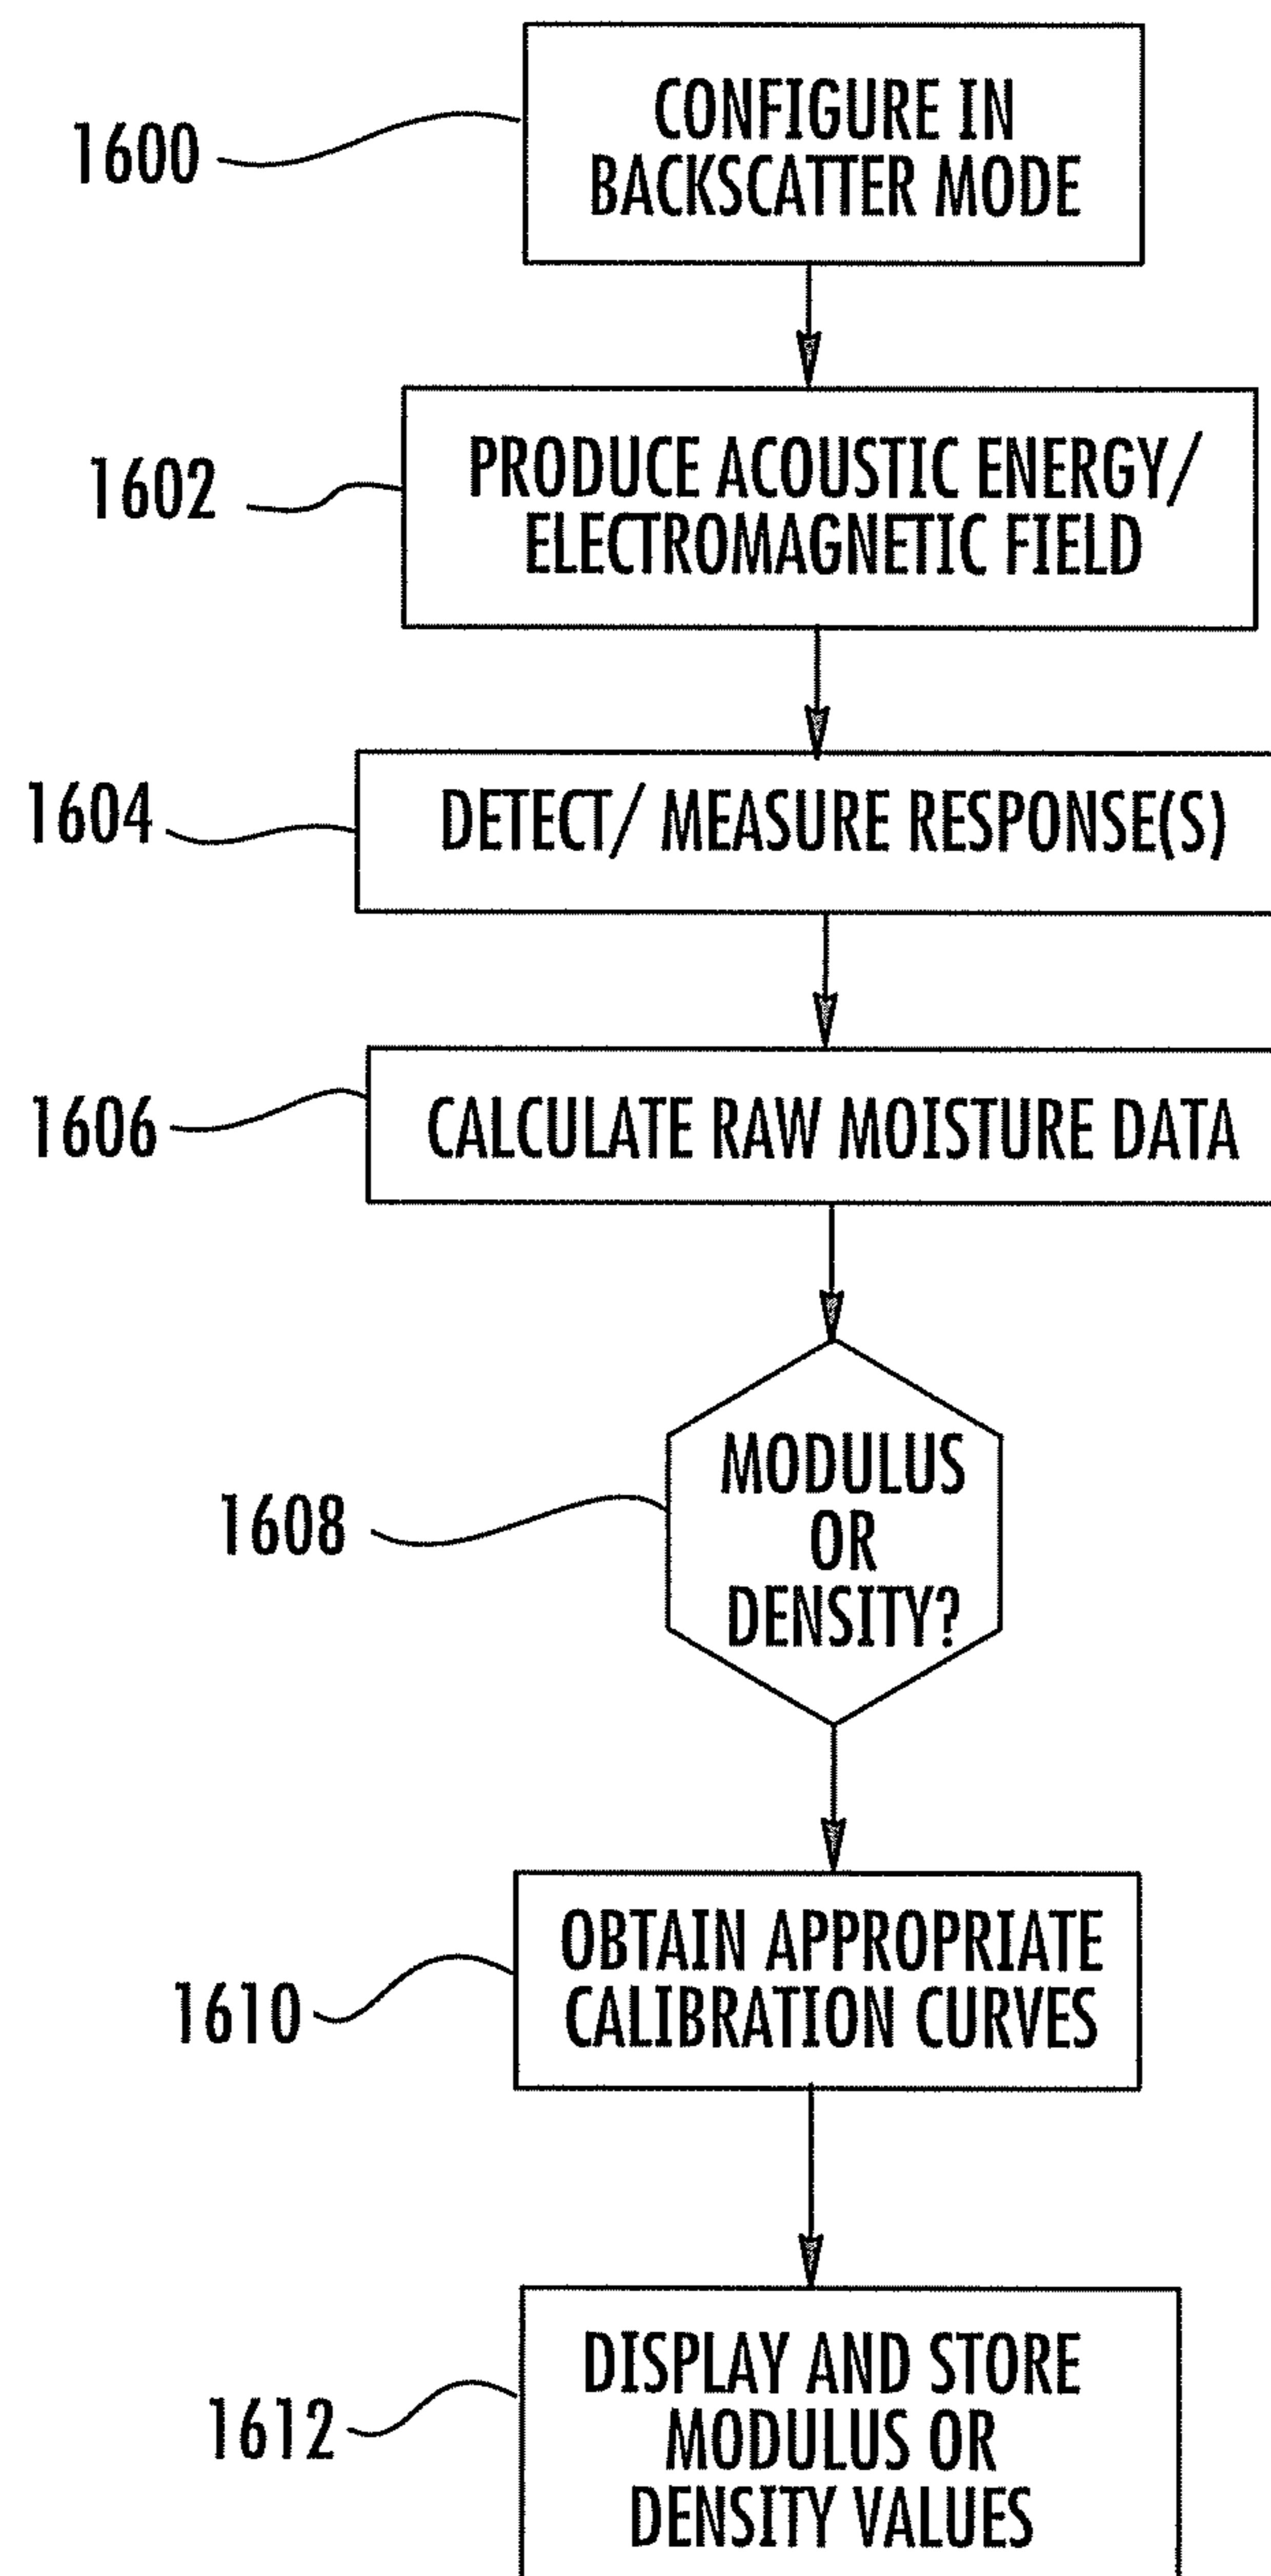 1600
CONFIGURE IN
BACKSCATTER MODE
1602
PRODUCE ACOUSTIC ENERGY/
ELECTROMAGNETIC FIELD
1604
DETECT/ MEASURE RESPONSE(S)
1606
CALCULATE RAW MOISTURE DATA
1608
MODULUS
OR
DENSITY?
1610
OBTAIN APPROPRIATE
CALIBRATION CURVES
1612
DISPLAY AND STORE
MODULUS OR
DENSITY VALUES